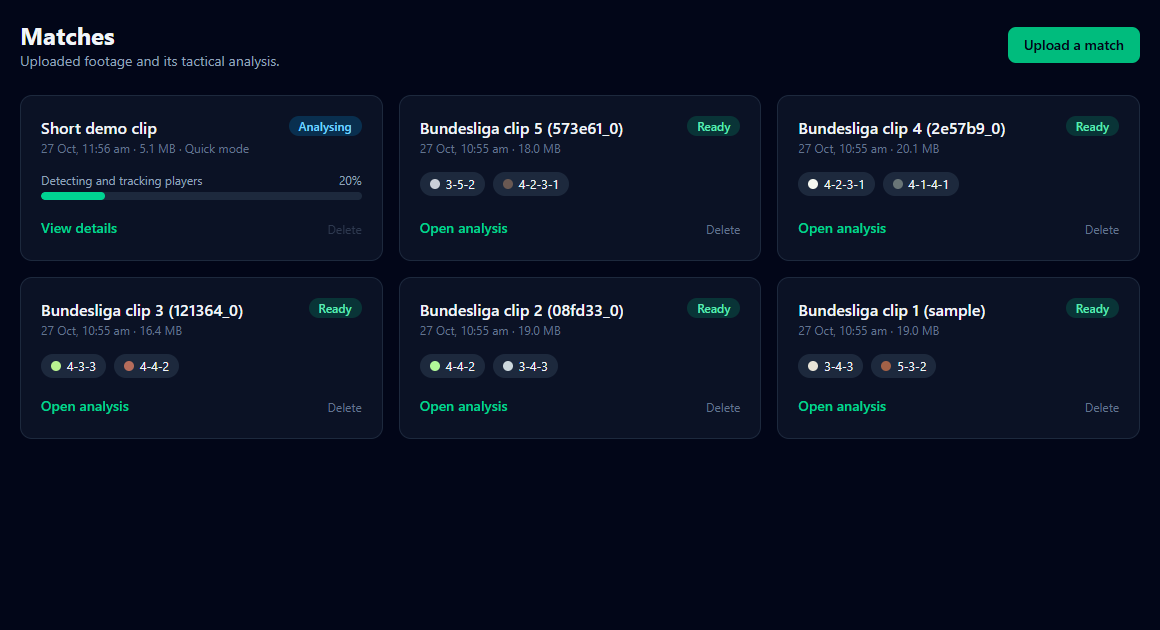 Matches
Uploaded footage and its tactical analysis.
Upload a match
Short demo clip
Analysing
27 Oct, 11:56 am · 5.1 MB · Quick mode
Detecting and tracking players
20%
View details
Delete
Bundesliga clip 5 (573e61_0)
Ready
27 Oct, 10:55 am · 18.0 MB
3-5-2
4-2-3-1
Open analysis
Delete
Bundesliga clip 4 (2e57b9_0)
Ready
27 Oct, 10:55 am · 20.1 MB
4-2-3-1
4-1-4-1
Open analysis
Delete
Bundesliga clip 3 (121364_0)
Ready
27 Oct, 10:55 am · 16.4 MB
4-3-3
4-4-2
Open analysis
Delete
Bundesliga clip 2 (08fd33_0)
Ready
27 Oct, 10:55 am · 19.0 MB
4-4-2
3-4-3
Open analysis
Delete
Bundesliga clip 1 (sample)
Ready
27 Oct, 10:55 am · 19.0 MB
3-4-3
5-3-2
Open analysis
Delete